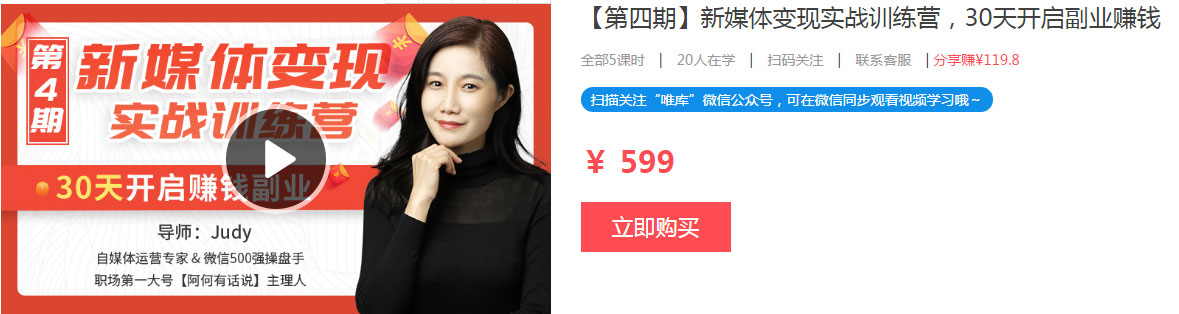 第4期
新媒体变现
实战训练营
30天开启赚钱副业
导师：Judy
自媒体运营专家 & 微信500强操盘手
职场第一大号【阿何有话说】主理人
【第四期】新媒体变现实战训练营，30天开启副业赚钱
全部5课时 | 20人在学 | 扫码关注 | 联系客服 | 分享赚¥119.8
扫描关注“唯库”微信公众号，可在微信同步观看视频学习哦～
¥ 599
立即购买